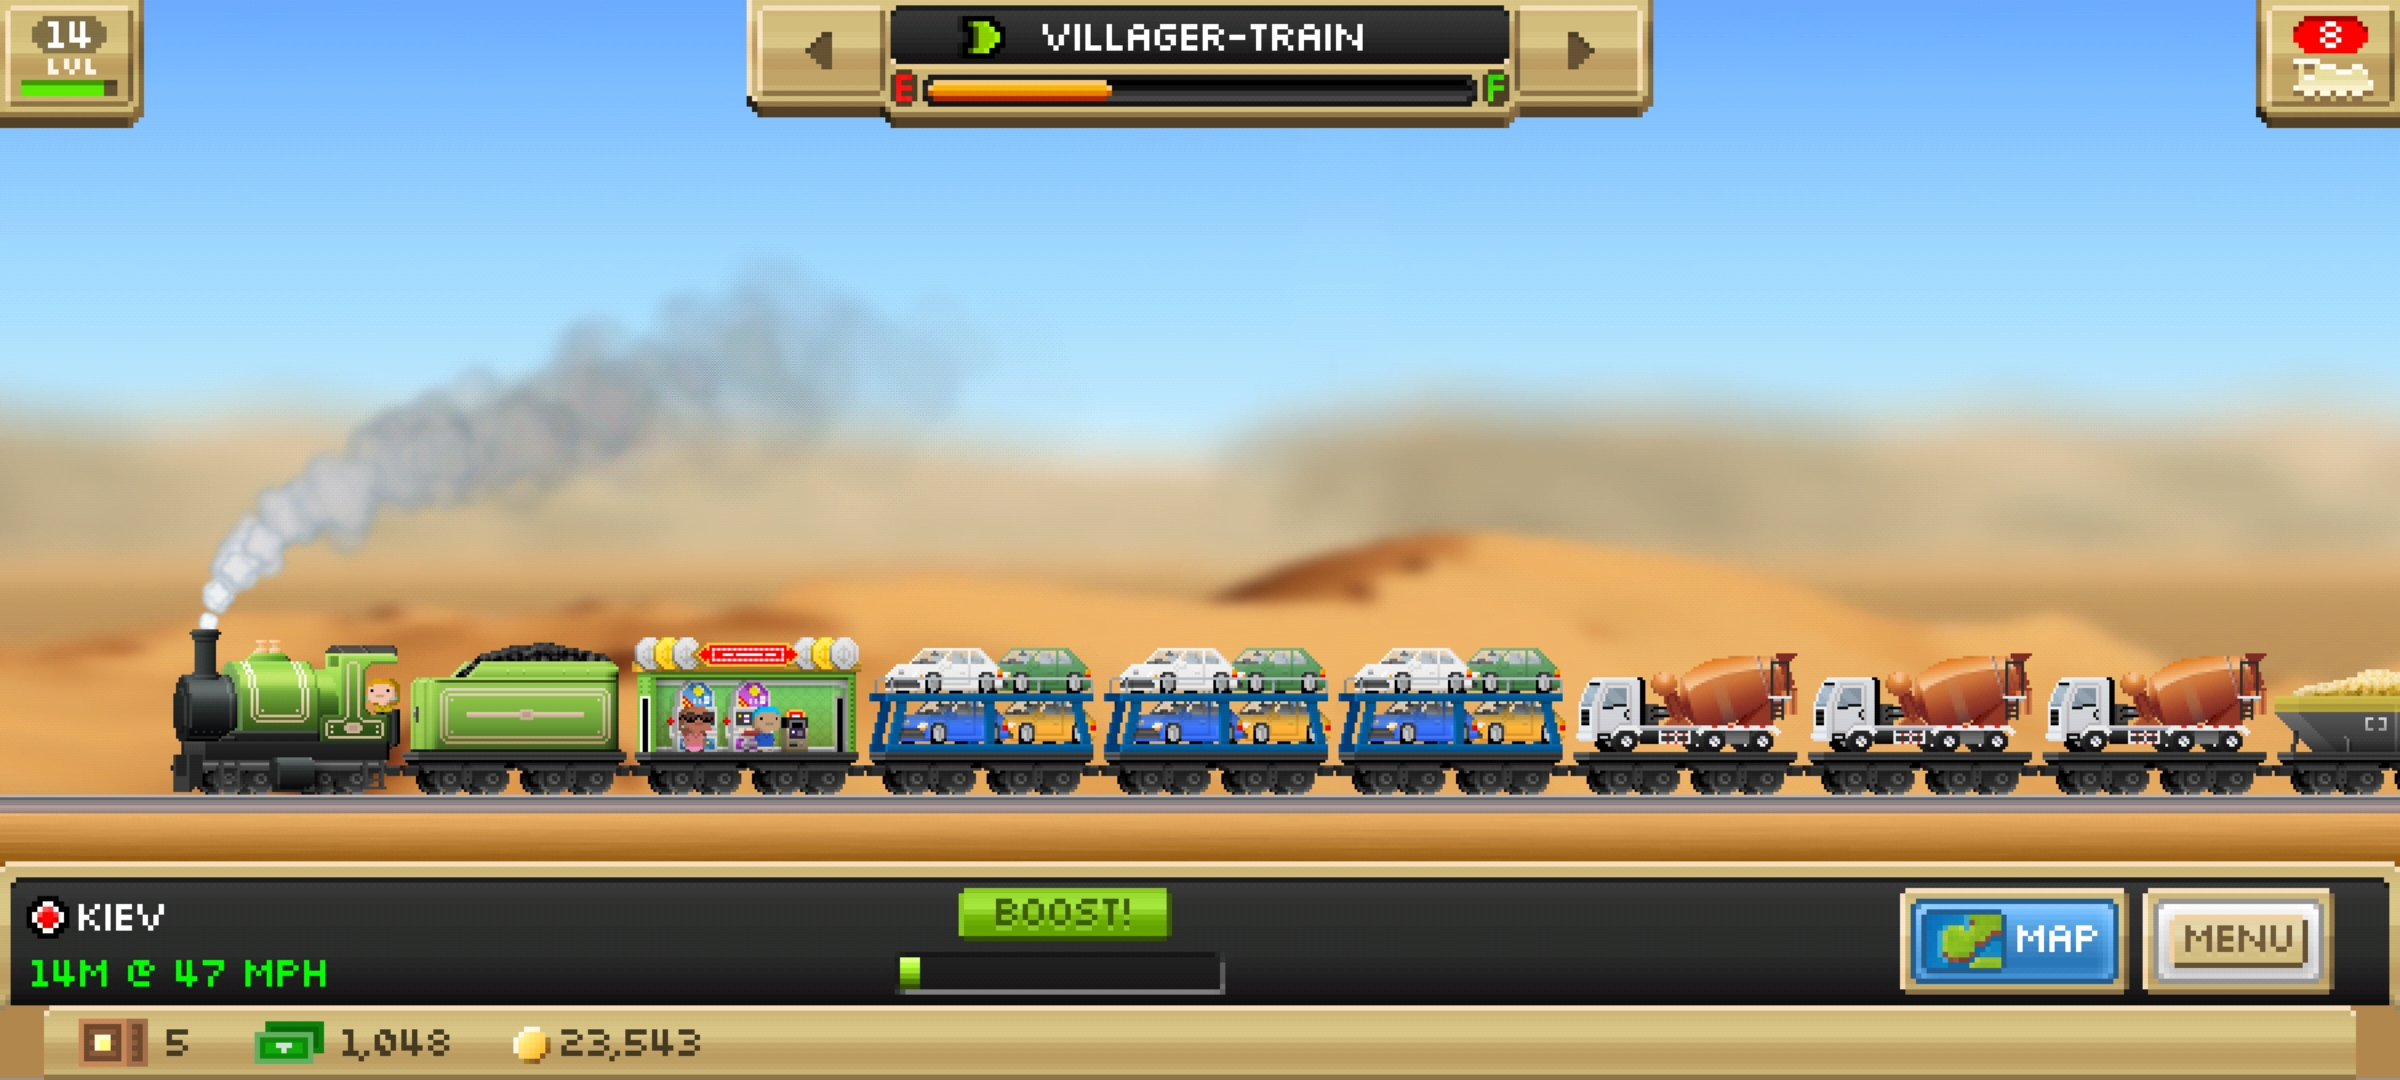 14
LVL
VILLAGER-TRAIN
E
F
8
KIEV
14M @ 47 MPH
BOOST!
MAP
MENU
5
1,048
23,543